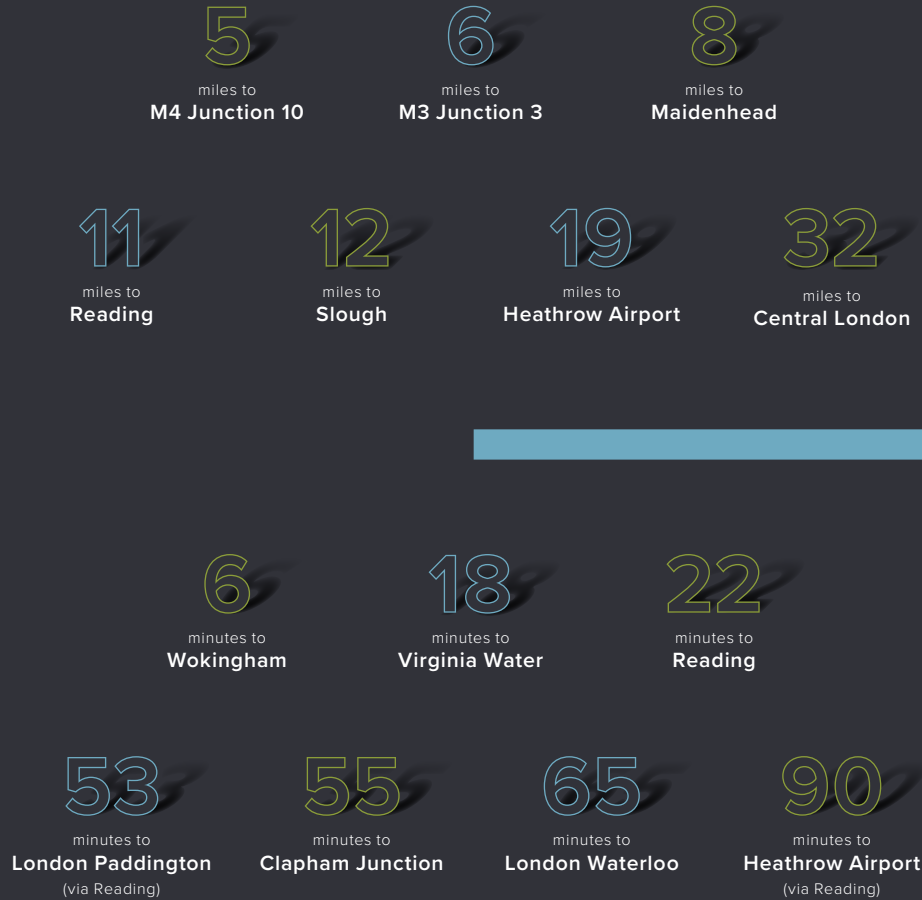 5
miles to
M4 Junction 10
6
miles to
M3 Junction 3
8
miles to
Maidenhead
11
miles to
Reading
12
miles to
Slough
19
miles to
Heathrow Airport
32
miles to
Central London
6
minutes to
Wokingham
18
minutes to
Virginia Water
22
minutes to
Reading
53
minutes to
London Paddington
(via Reading)
55
minutes to
Clapham Junction
65
minutes to
London Waterloo
90
minutes to
Heathrow Airport
(via Reading)